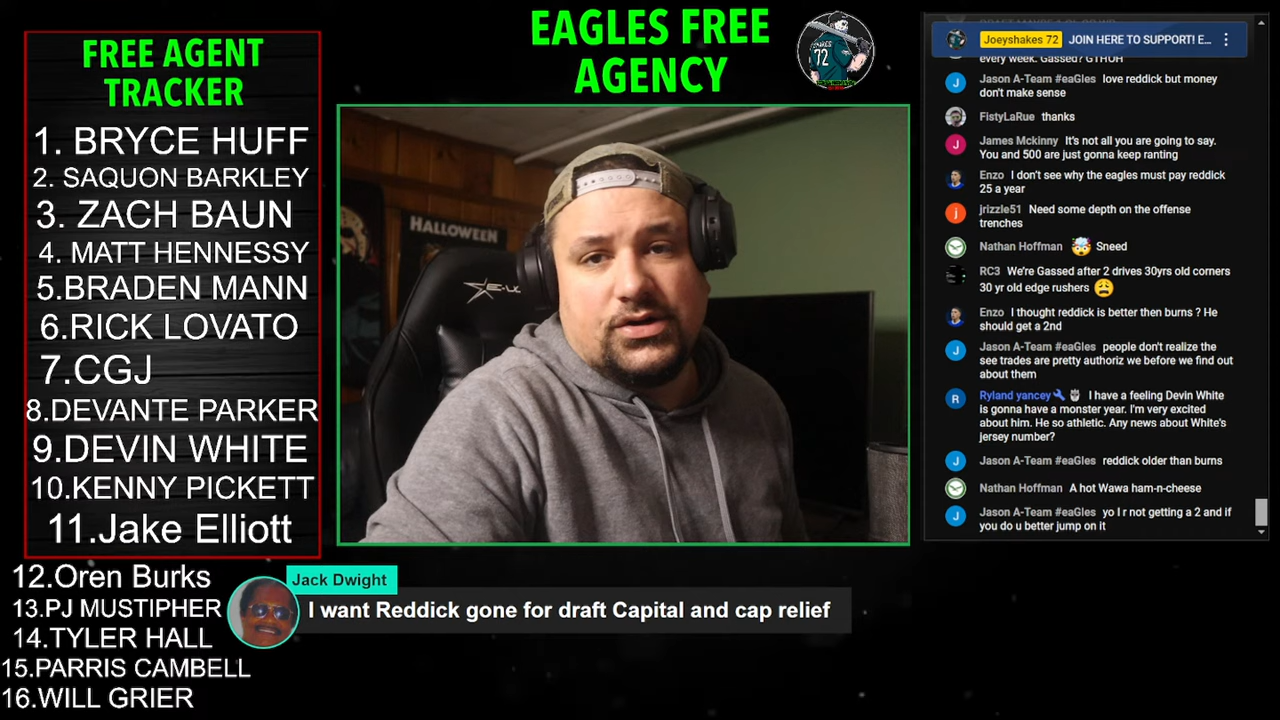 FREE AGENT
TRACKER
1. BRYCE HUFF
2. SAQUON BARKLEY
3. ZACH BAUN
4. MATT HENNESSY
5.BRADEN MANN
6.RICK LOVATO
7.CGJ
8.DEVANTE PARKER
9.DEVIN WHITE
10.KENNY PICKETT
11.Jake Elliott
12.Oren Burks
13.PJ MUSTIPHER
14.TYLER HALL
15.PARRIS CAMBELL
16.WILL GRIER
EAGLES FREE
AGENCY
72
HALLOWEEN
Jack Dwight
I want Reddick gone for draft Capital and cap relief
Joeyshakes 72 JOIN HERE TO SUPPORT! E...
every week. Gassed? GTHOH
Jason A-Team #eaGles love reddick but money
don't make sense
FistyLaRue thanks
James Mckinny It's not all you are going to say.
You and 500 are just gonna keep ranting
Enzo I don't see why the eagles must pay reddick
25 a year
jrizzle51 Need some depth on the offense
trenches
Nathan Hoffman 🤯 Sneed
RC3 We're Gassed after 2 drives 30yrs old corners
30 yr old edge rushers 😩
Enzo I thought reddick is better then burns ? He
should get a 2nd
Jason A-Team #eaGles people don't realize the
see trades are pretty authoriz we before we find out
about them
Ryland yancey I have a feeling Devin White
is gonna have a monster year. I'm very excited
about him. He so athletic. Any news about White's
jersey number?
Jason A-Team #eaGles reddick older than burns
Nathan Hoffman A hot Wawa ham-n-cheese
Jason A-Team #eaGles yo I r not getting a 2 and if
you do u better jump on it